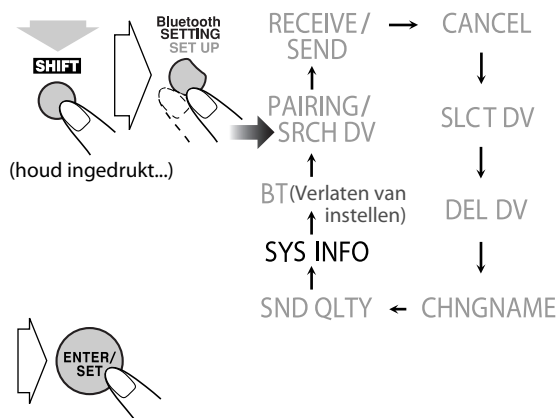 Bluetooth
SETTING
SET UP
SHIFT
(houd ingedrukt...)
RECEIVE /
SEND
CANCEL
PAIRING/
SRCH DV
SLCT DV
BT (Verlaten van
instellen)
DEL DV
SYS INFO
SND QLTY
CHNGNAME
ENTER/
SET